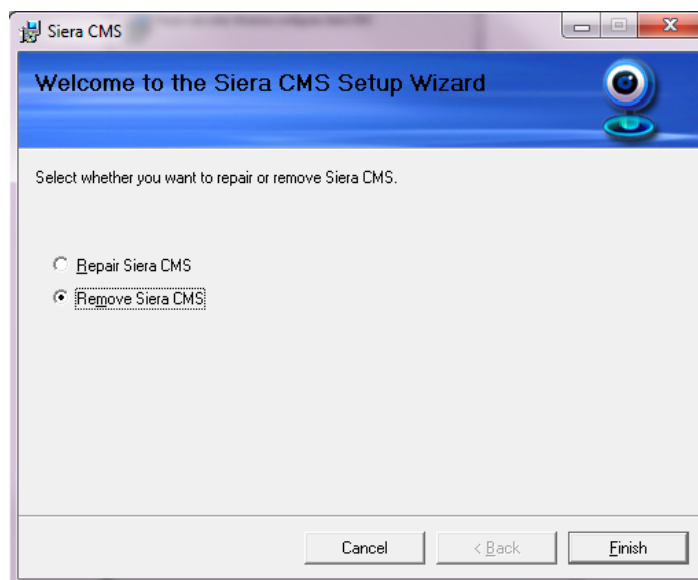 Siera CMS
Welcome to the Siera CMS Setup Wizard
Select whether you want to repair or remove Siera CMS.
Repair Siera CMS
Remove Siera CMS
Cancel
< Back
Finish